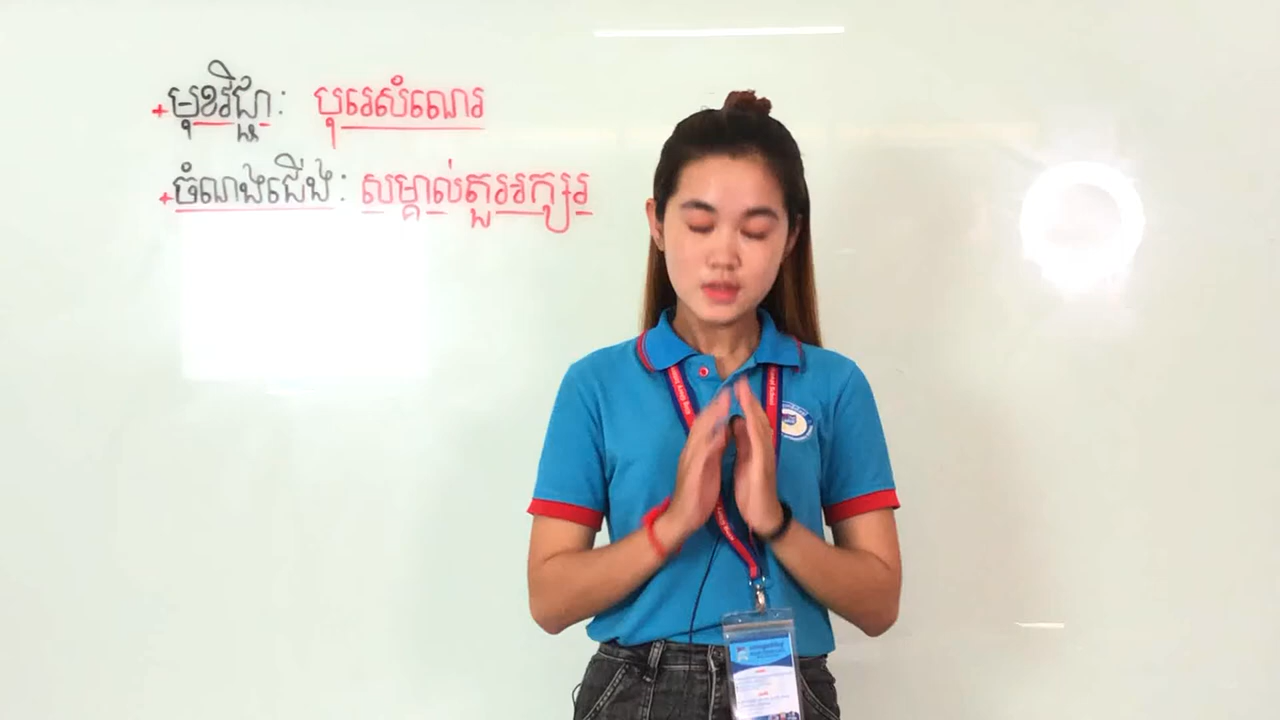 +មុខវិជ្ជា: បុរេសំណេរ
+ចំណងជើង: សម្គាល់តួរអក្សរ